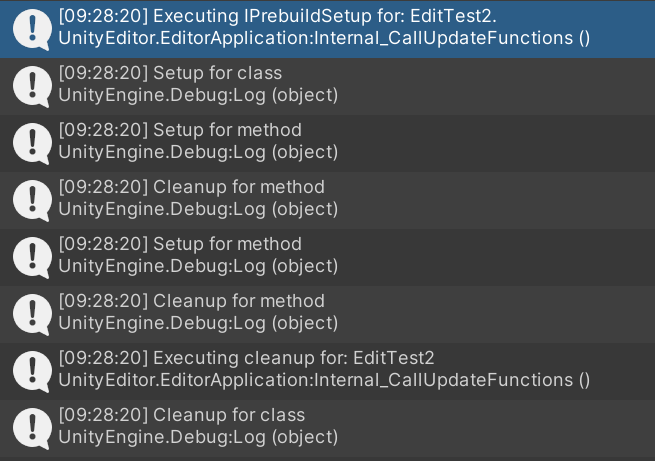 [09:28:20] Executing IPrebuildSetup for: EditTest2.
UnityEditor.EditorApplication:Internal_CallUpdateFunctions ()
[09:28:20] Setup for class
UnityEngine.Debug:Log (object)
[09:28:20] Setup for method
UnityEngine.Debug:Log (object)
[09:28:20] Cleanup for method
UnityEngine.Debug:Log (object)
[09:28:20] Setup for method
UnityEngine.Debug:Log (object)
[09:28:20] Cleanup for method
UnityEngine.Debug:Log (object)
[09:28:20] Executing cleanup for: EditTest2
UnityEditor.EditorApplication:Internal_CallUpdateFunctions ()
[09:28:20] Cleanup for class
UnityEngine.Debug:Log (object)